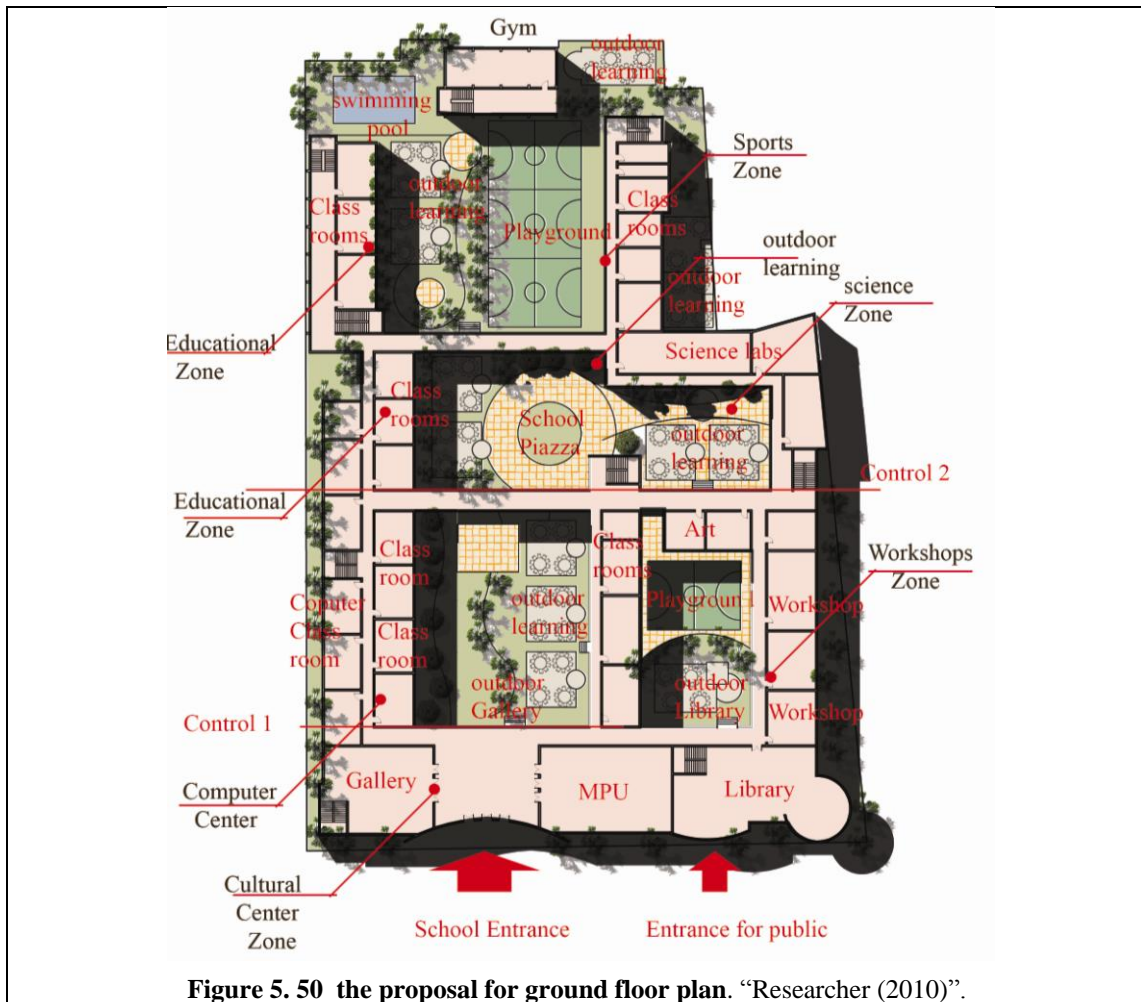 Gym
outdoor
learning
swimming
pool
Sports
Zone
Class
rooms
outdoor
learning
Playground
Class
rooms
outdoor
learning
outdoor
learning
science
Zone
Educational
Zone
Science labs
Class
rooms
School
Piazza
outdoor
learning
Control 2
Educational
Zone
Art
Class
room
Class
rooms
Workshops
Zone
Coputer
Class
room
Class
room
outdoor
learning
Playground
Workshop
outdoor
Gallery
outdoor
Library
Workshop
Control 1
Gallery
MPU
Library
Computer
Center
Cultural
Center
Zone
School Entrance
Entrance for public
Figure 5. 50 the proposal for ground floor plan. “Researcher (2010)”.